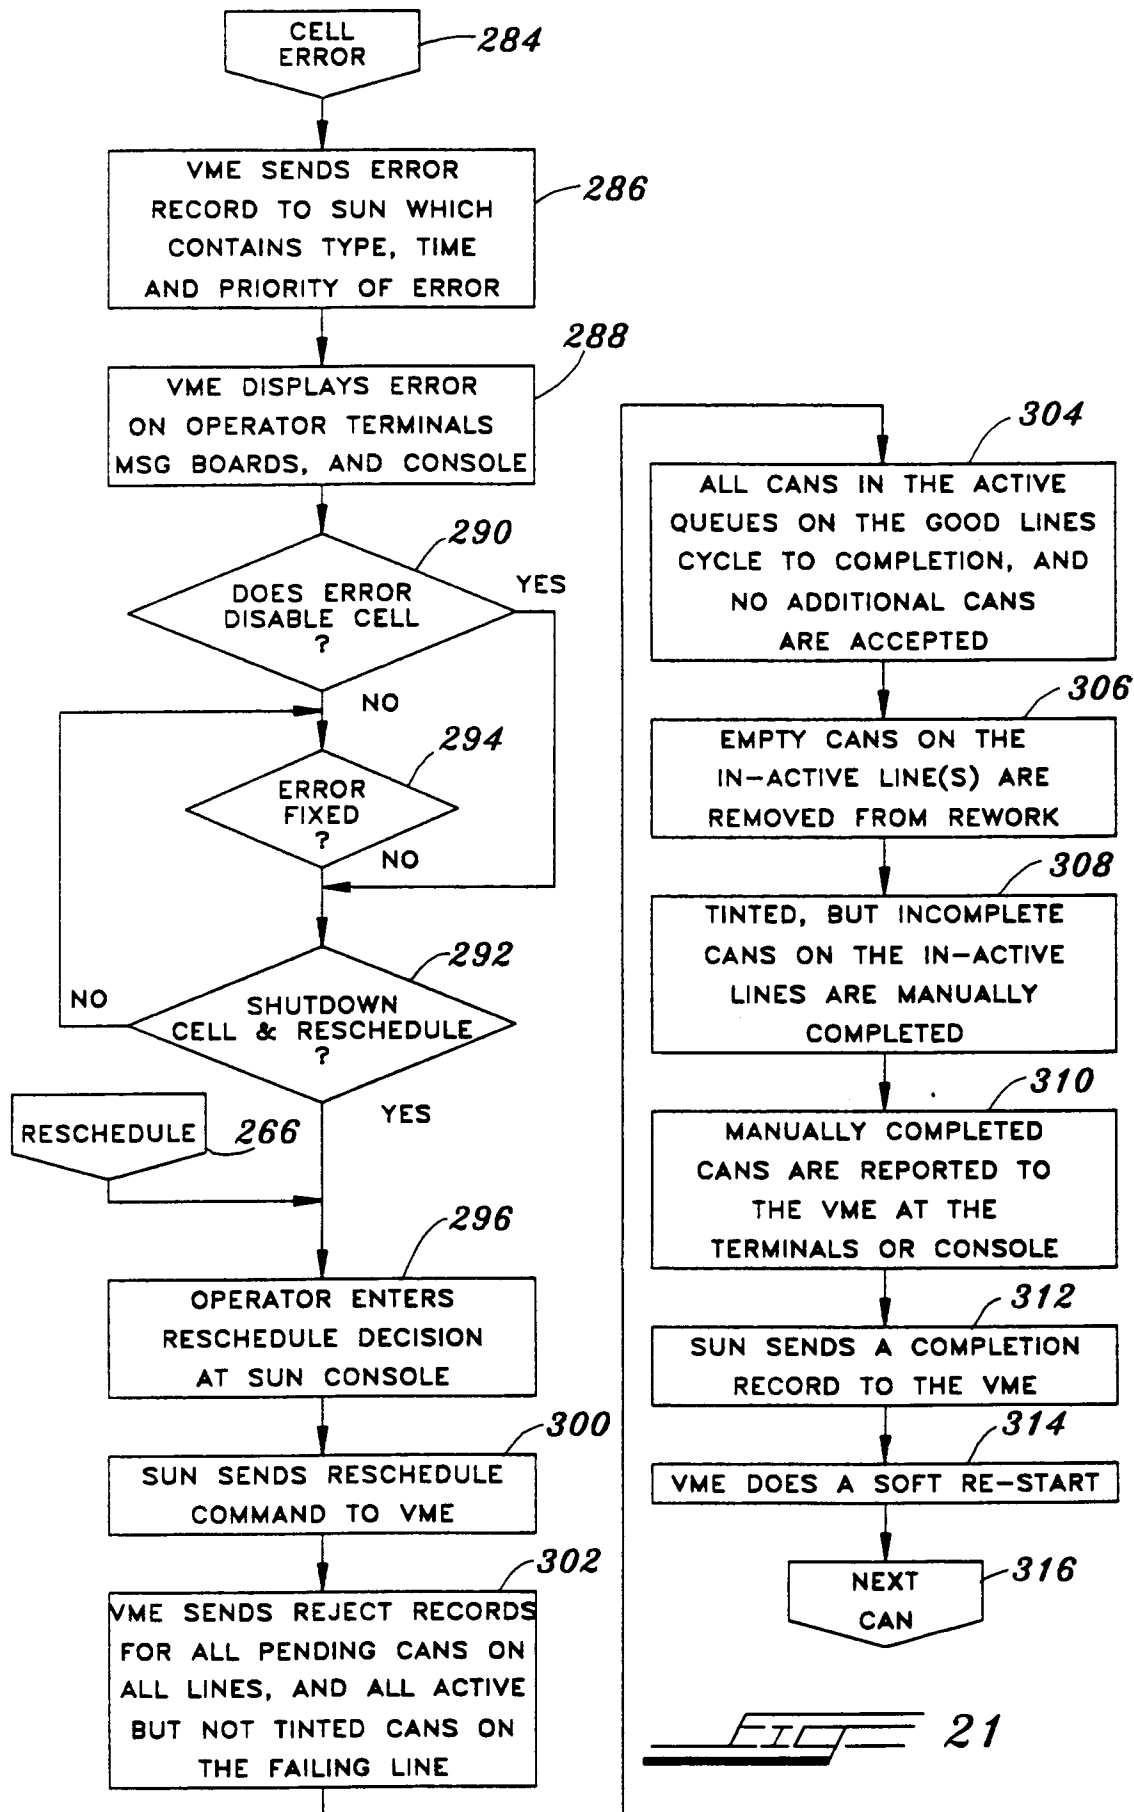 CELL
ERROR
284
VME SENDS ERROR
RECORD TO SUN WHICH
CONTAINS TYPE, TIME
AND PRIORITY OF ERROR
286
VME DISPLAYS ERROR
ON OPERATOR TERMINALS
MSG BOARDS, AND CONSOLE
288
DOES ERROR
DISABLE CELL
?
290
YES
NO
ERROR
FIXED
?
294
NO
SHUTDOWN
CELL & RESCHEDULE
?
292
NO
YES
RESCHEDULE
266
OPERATOR ENTERS
RESCHEDULE DECISION
AT SUN CONSOLE
296
SUN SENDS RESCHEDULE
COMMAND TO VME
300
VME SENDS REJECT RECORDS
FOR ALL PENDING CANS ON
ALL LINES, AND ALL ACTIVE
BUT NOT TINTED CANS ON
THE FAILING LINE
302
ALL CANS IN THE ACTIVE
QUEUES ON THE GOOD LINES
CYCLE TO COMPLETION, AND
NO ADDITIONAL CANS
ARE ACCEPTED
304
EMPTY CANS ON THE
IN-ACTIVE LINE(S) ARE
REMOVED FROM REWORK
306
TINTED, BUT INCOMPLETE
CANS ON THE IN-ACTIVE
LINES ARE MANUALLY
COMPLETED
308
MANUALLY COMPLETED
CANS ARE REPORTED TO
THE VME AT THE
TERMINALS OR CONSOLE
310
SUN SENDS A COMPLETION
RECORD TO THE VME
312
VME DOES A SOFT RE-START
314
NEXT
CAN
316
FIG 21